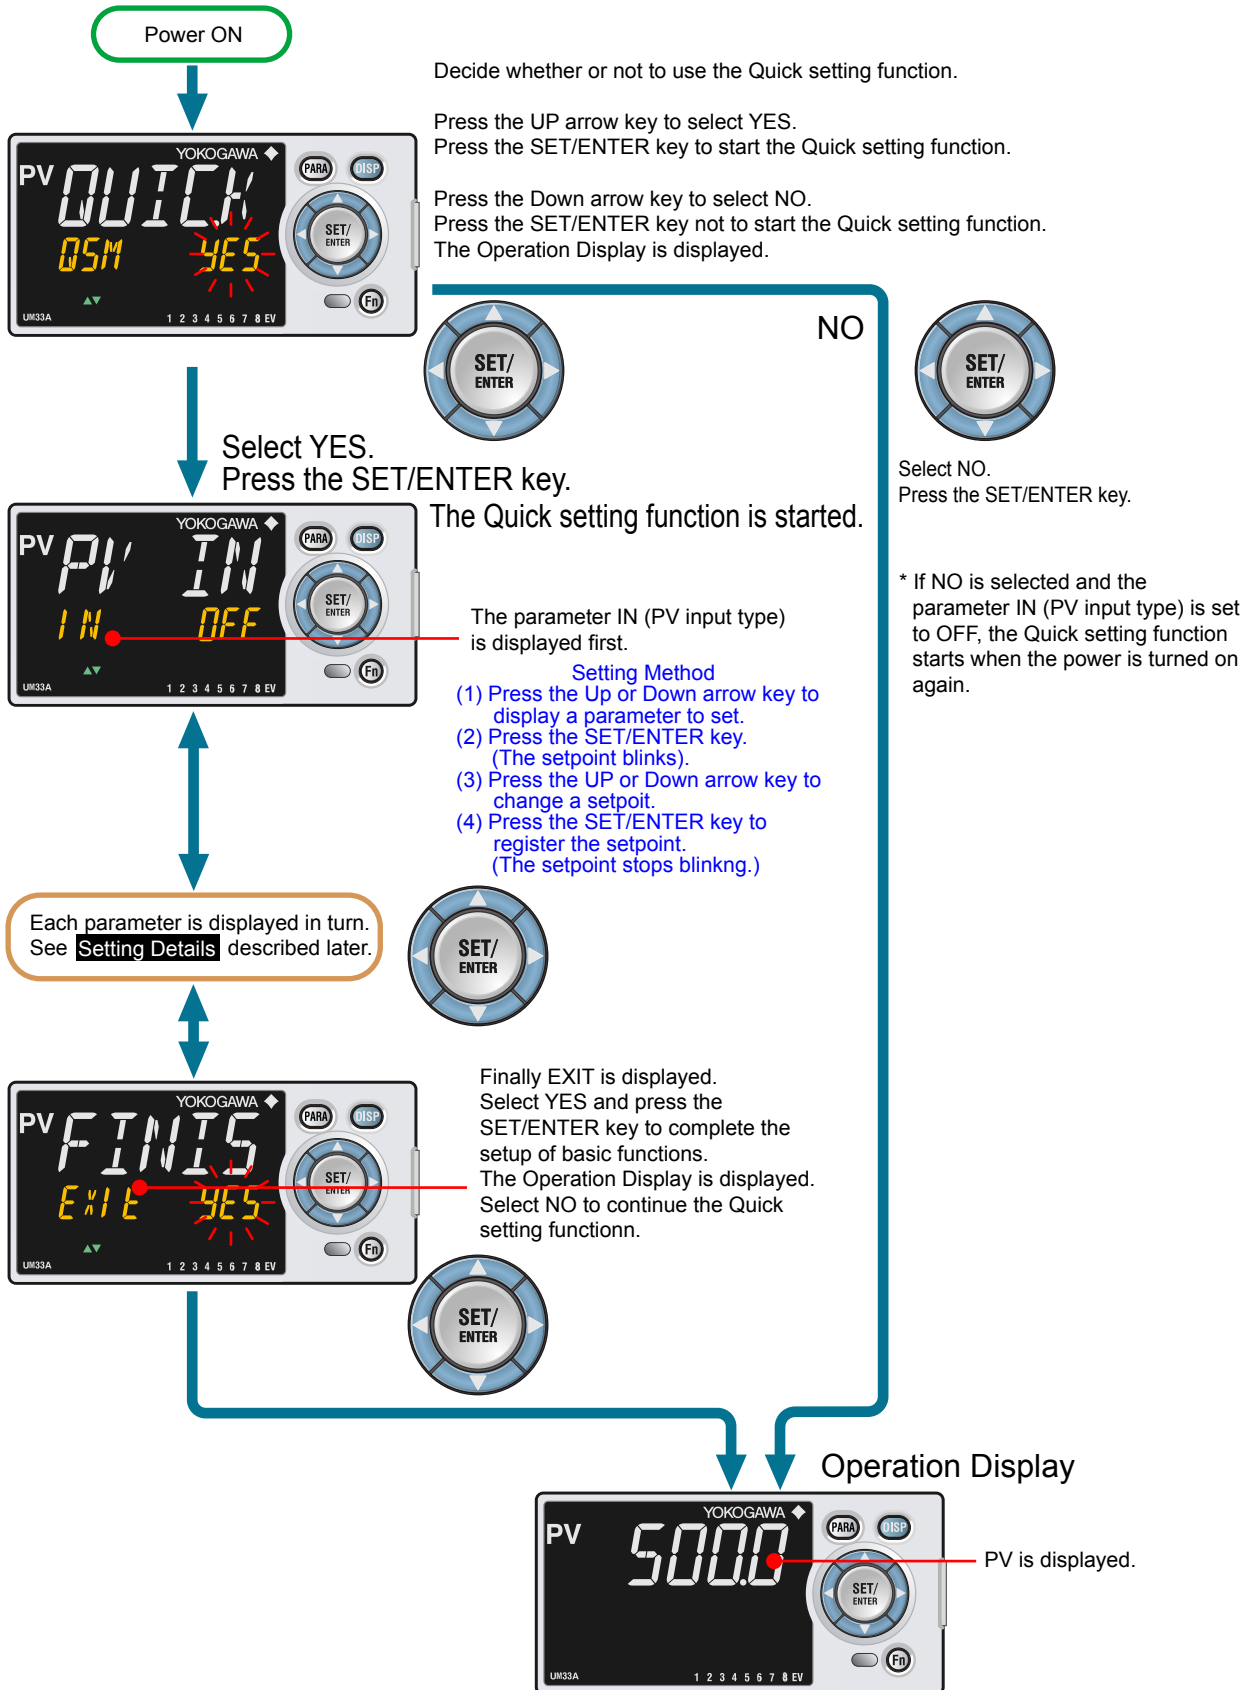 Power ON
Decide whether or not to use the Quick setting function.
Press the UP arrow key to select YES.
Press the SET/ENTER key to start the Quick setting function.
Press the Down arrow key to select NO.
Press the SET/ENTER key not to start the Quick setting function.
The Operation Display is displayed.
YOKOGAWA
PV QUICK
QSM YES
UM33A 1 2 3 4 5 6 7 8 EV
PARA DISP
SET/
ENTER
Fn
NO
SET/
ENTER
SET/
ENTER
Select YES.
Press the SET/ENTER key.
The Quick setting function is started.
Select NO.
Press the SET/ENTER key.
* If NO is selected and the
parameter IN (PV input type) is set
to OFF, the Quick setting function
starts when the power is turned on
again.
YOKOGAWA
PV PV IN
IN OFF
UM33A 1 2 3 4 5 6 7 8 EV
PARA DISP
SET/
ENTER
Fn
The parameter IN (PV input type)
is displayed first.
Setting Method
(1) Press the Up or Down arrow key to
display a parameter to set.
(2) Press the SET/ENTER key.
(The setpoint blinks).
(3) Press the UP or Down arrow key to
change a setpoit.
(4) Press the SET/ENTER key to
register the setpoint.
(The setpoint stops blinkng.)
Each parameter is displayed in turn.
See Setting Details described later.
SET/
ENTER
YOKOGAWA
PV FINIS
EXIt YES
UM33A 1 2 3 4 5 6 7 8 EV
PARA DISP
SET/
ENTER
Fn
Finally EXIT is displayed.
Select YES and press the
SET/ENTER key to complete the
setup of basic functions.
The Operation Display is displayed.
Select NO to continue the Quick
setting functionn.
SET/
ENTER
Operation Display
YOKOGAWA
PV 500.0
UM33A 1 2 3 4 5 6 7 8 EV
PARA DISP
SET/
ENTER
Fn
PV is displayed.